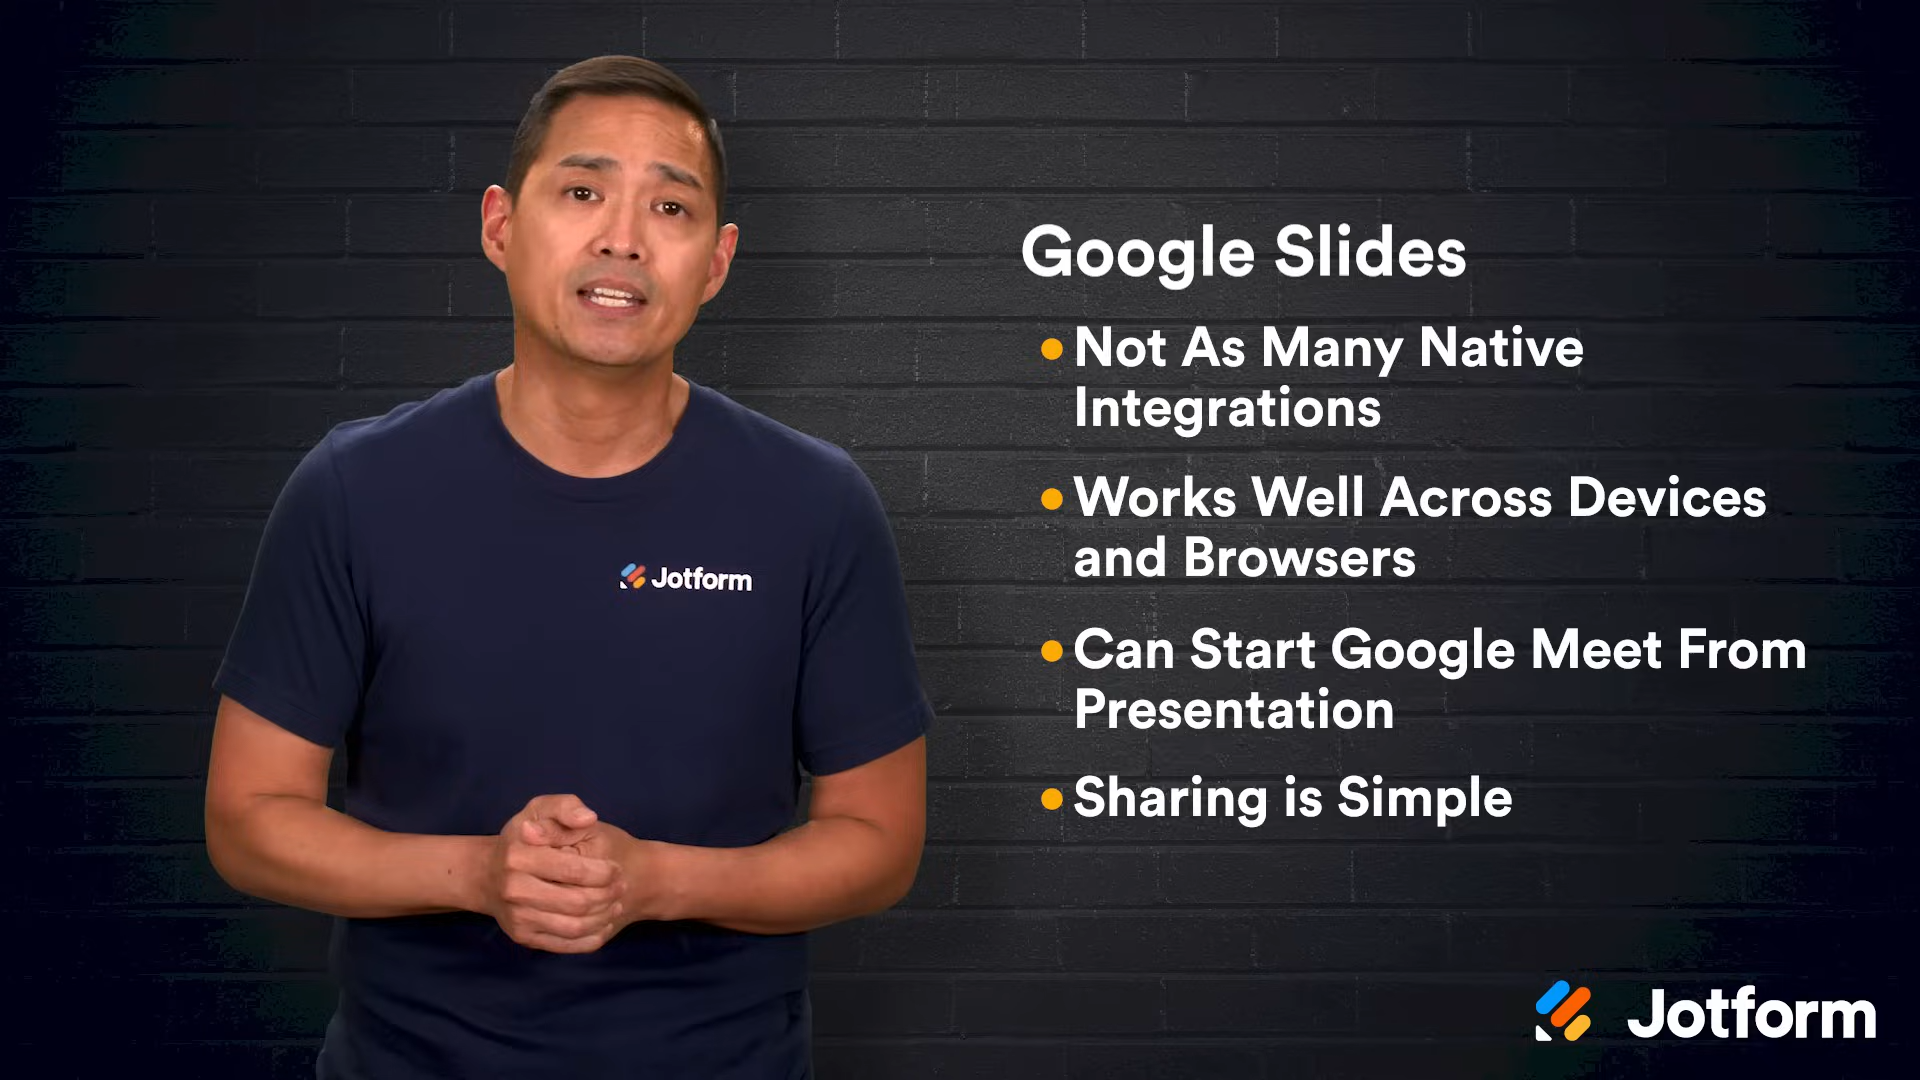 Google Slides
Not As Many Native
Integrations
Works Well Across Devices
and Browsers
Can Start Google Meet From
Presentation
Sharing is Simple
Jotform
Jotform